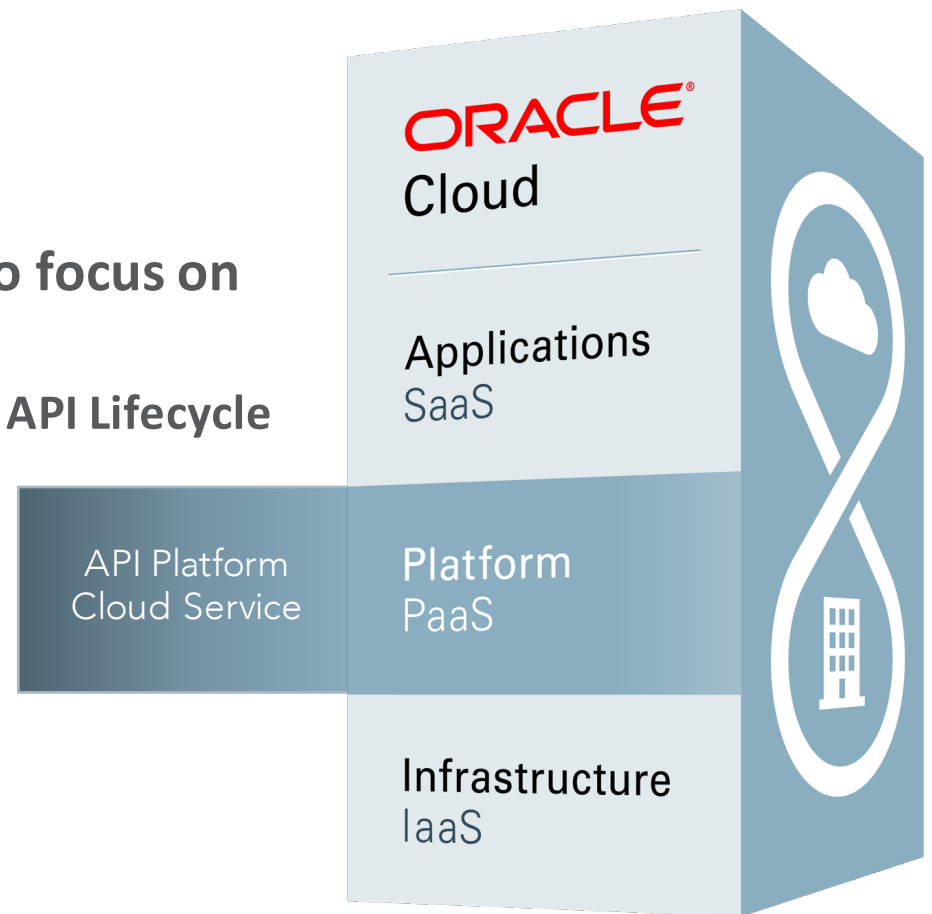 ORACLE®
Cloud
o focus on
Applications
SaaS
API Lifecycle
API Platform
Cloud Service
Platform
PaaS
Infrastructure
IaaS